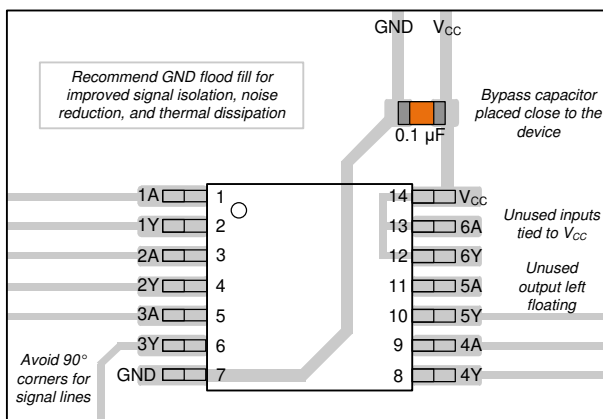 GND VCC
Recommend GND flood fill for
improved signal isolation, noise
reduction, and thermal dissipation
Bypass capacitor
placed close to the
device
0.1 µF
1A 1 14 VCC
1Y 2 13 6A
2A 3 12 6Y
2Y 4 11 5A
3A 5 10 5Y
3Y 6 9 4A
GND 7 8 4Y
Unused inputs
tied to VCC
Unused
output left
floating
Avoid 90°
corners for
signal lines